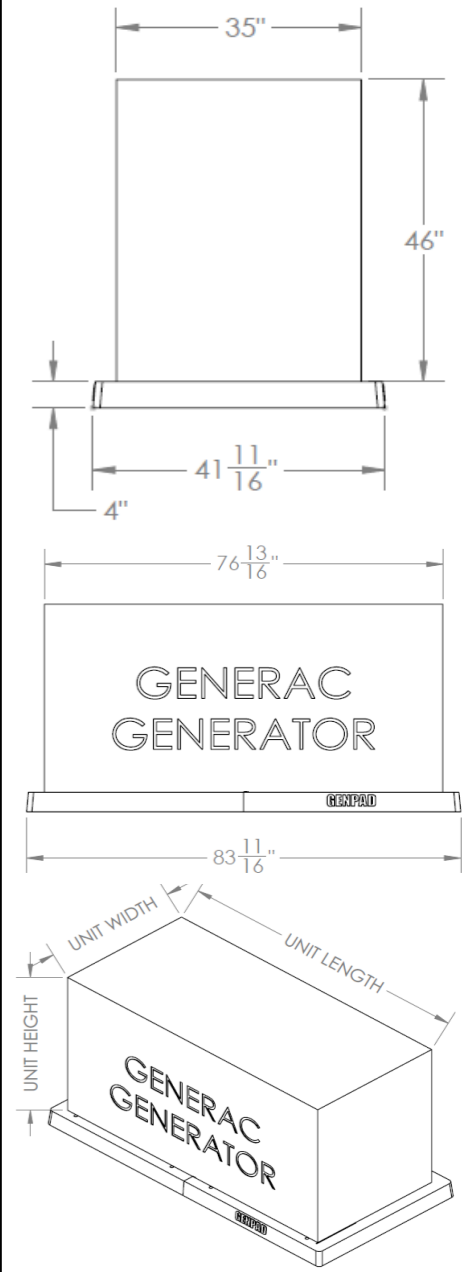 35"
46"
41 11/16"
4"
76 13/16"
GENERAC
GENERATOR
GENPAD
83 11/16"
UNIT WIDTH
UNIT LENGTH
UNIT HEIGHT
GENERAC
GENERATOR
GENPAD